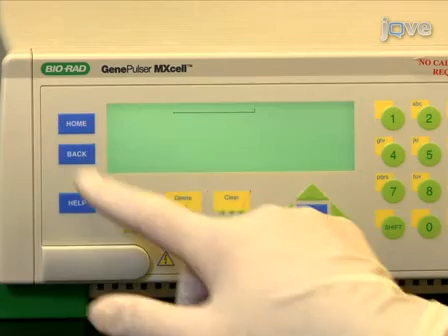 jove
BIO-RAD GenePulser MXcell™
NO CAL
REQ
HOME
BACK
HELP
Delete
Clear
1
abc
2
ghi
4
jkl
5
pqrs
7
tuv
8
SHIFT
0